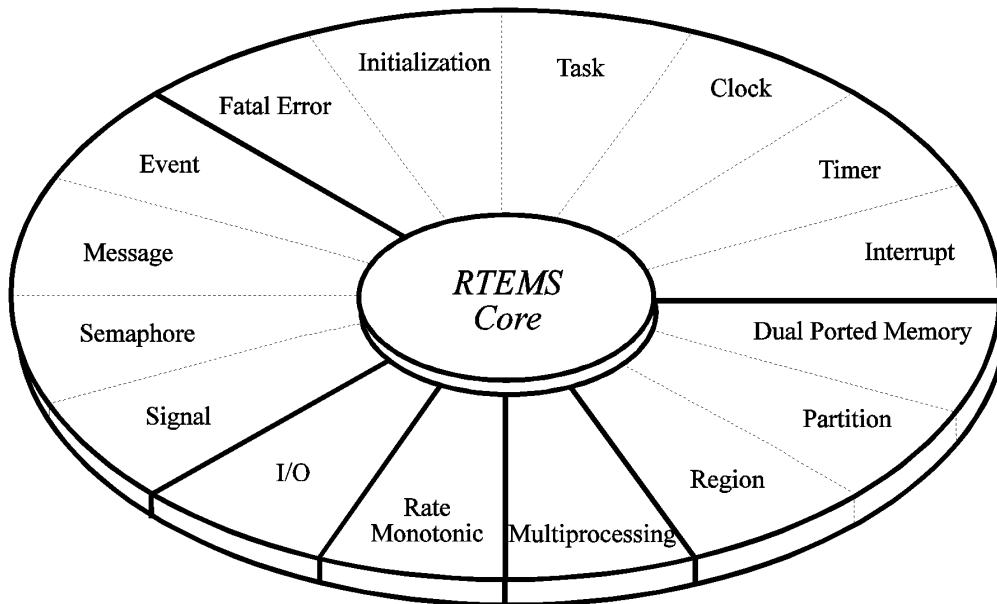 Initialization
Task
Clock
Fatal Error
Timer
Event
Interrupt
Message
RTEMS
Core
Dual Ported Memory
Semaphore
Partition
Signal
Region
I/O
Rate
Monotonic
Multiprocessing